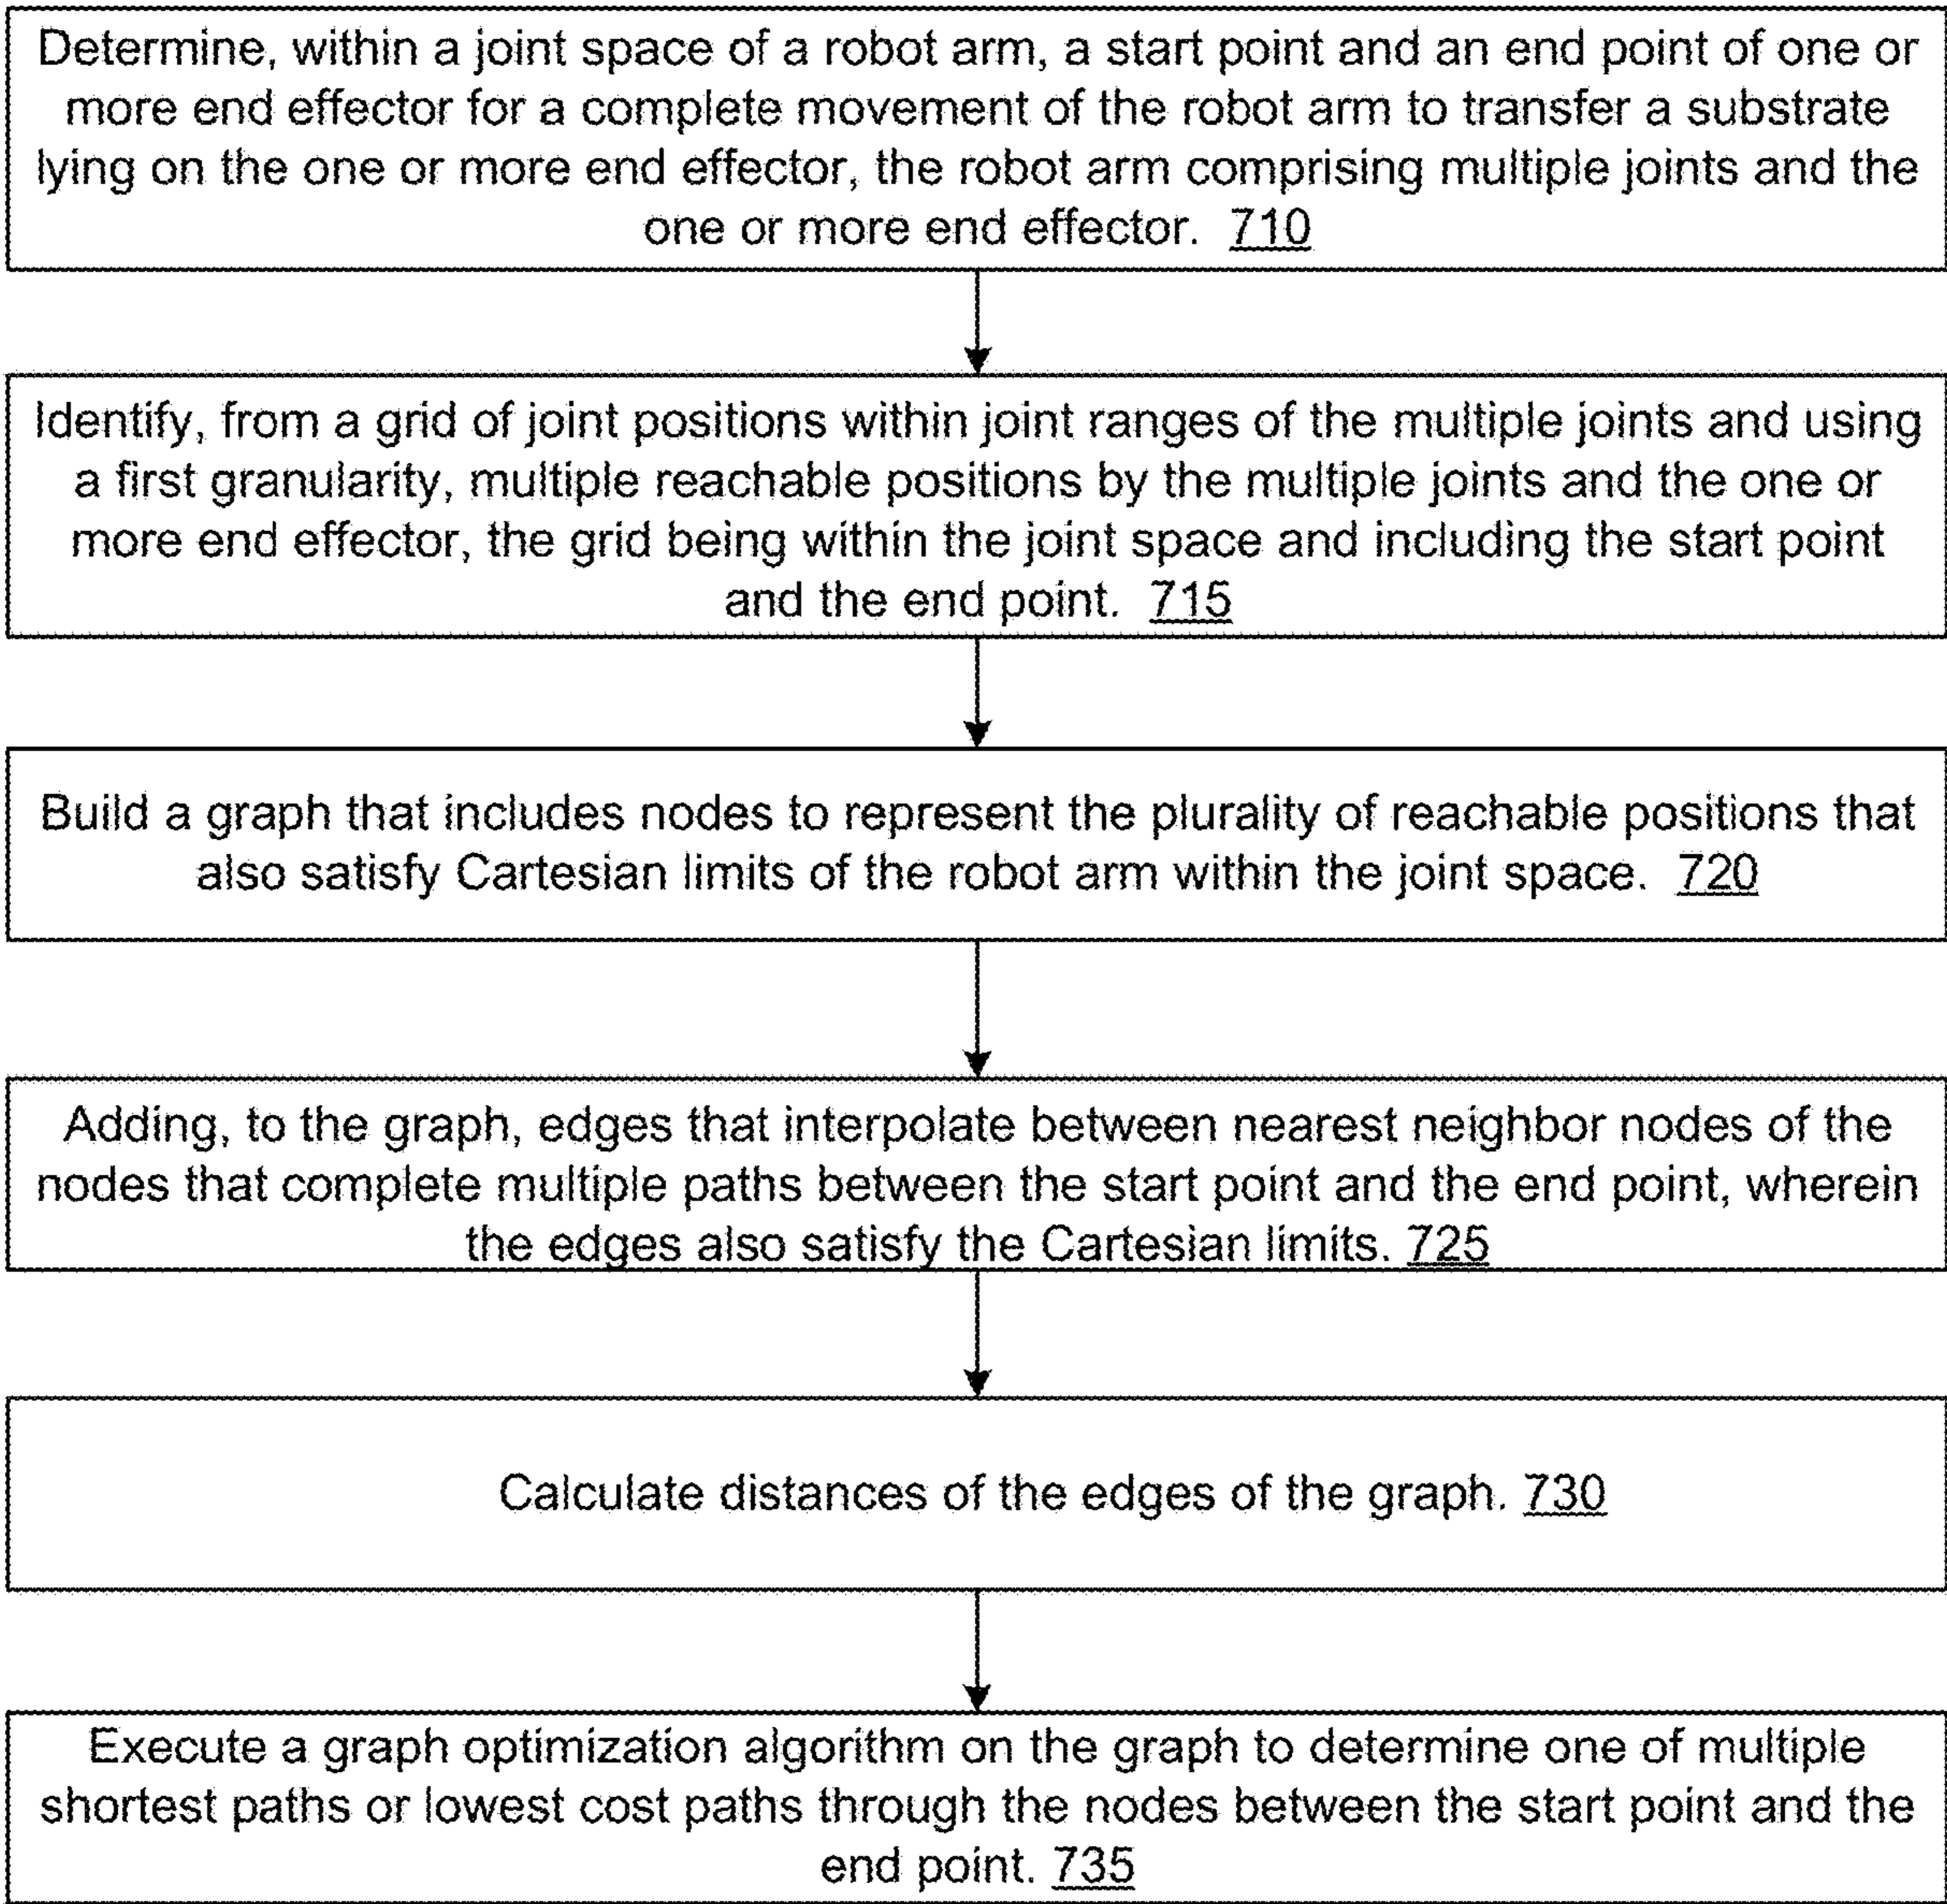 Determine, within a joint space of a robot arm, a start point and an end point of one or
more end effector for a complete movement of the robot arm to transfer a substrate
lying on the one or more end effector, the robot arm comprising multiple joints and the
one or more end effector. 710
Identify, from a grid of joint positions within joint ranges of the multiple joints and using
a first granularity, multiple reachable positions by the multiple joints and the one or
more end effector, the grid being within the joint space and including the start point
and the end point. 715
Build a graph that includes nodes to represent the plurality of reachable positions that
also satisfy Cartesian limits of the robot arm within the joint space. 720
Adding, to the graph, edges that interpolate between nearest neighbor nodes of the
nodes that complete multiple paths between the start point and the end point, wherein
the edges also satisfy the Cartesian limits. 725
Calculate distances of the edges of the graph. 730
Execute a graph optimization algorithm on the graph to determine one of multiple
shortest paths or lowest cost paths through the nodes between the start point and the
end point. 735